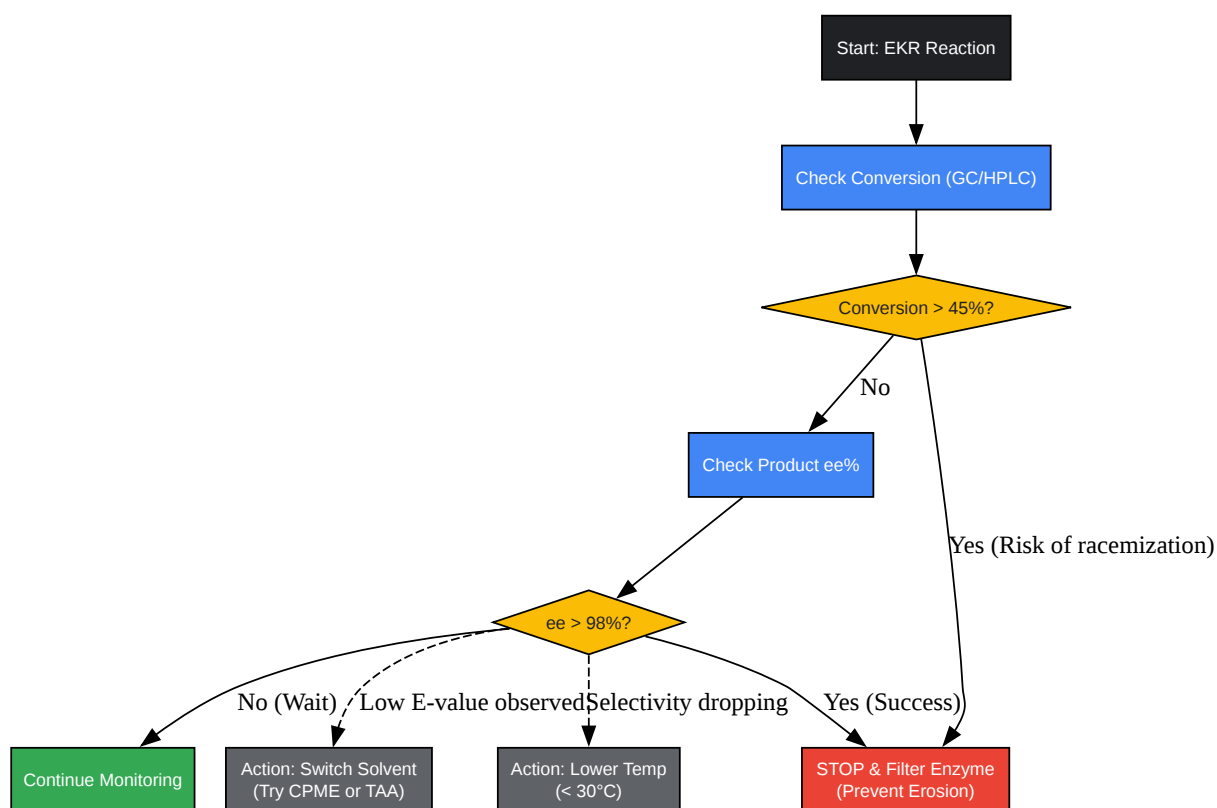 Start: EKR Reaction
Check Conversion (GC/HPLC)
Conversion > 45%?
No
Check Product ee%
Yes (Risk of racemization)
ee > 98%?
No (Wait)
Low E-value observed
Selectivity dropping
Yes (Success)
Continue Monitoring
Action: Switch Solvent
(Try CPME or TAA)
Action: Lower Temp
(< 30°C)
STOP & Filter Enzyme
(Prevent Erosion)